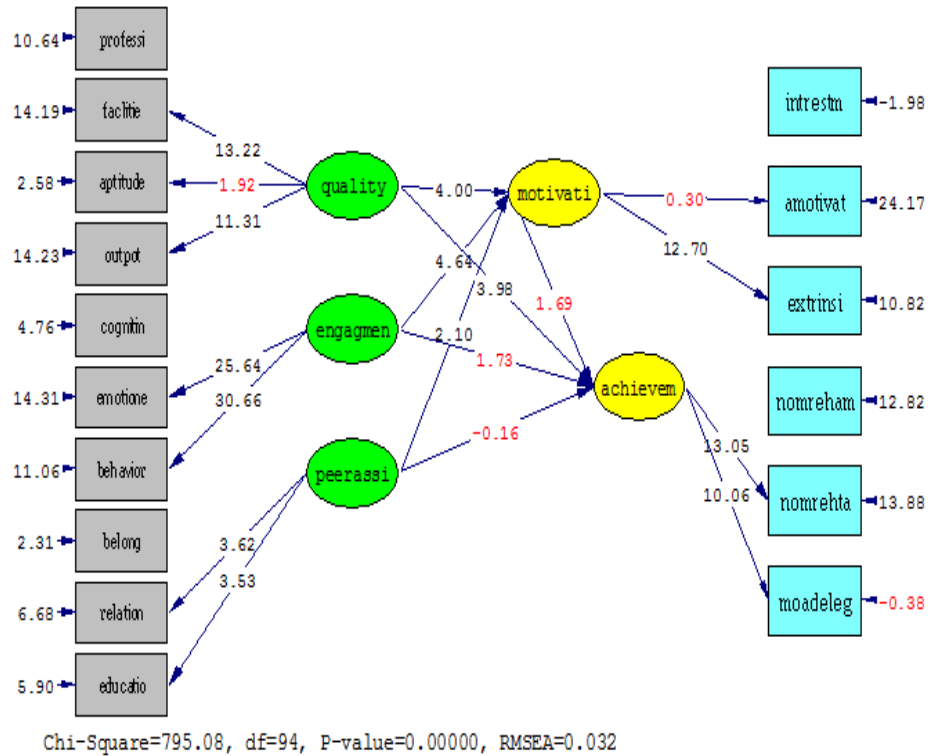 10.64 professi
14.19 faclitie
2.58 aptitude
14.23 outpot
4.76 cognitin
14.31 emotione
11.06 behavior
2.31 belong
6.68 relation
5.90 educatio
13.22
1.92
11.31
25.64
30.66
3.62
3.53
quality
engagmen
peerassi
4.00
4.64
3.98
2.10
1.73
-0.16
motivati
1.69
achievem
0.30
12.70
13.05
10.06
intrestm -1.98
amotivat 24.17
extrinsi 10.82
nomreham 12.82
nomrehta 13.88
moadeleg -0.38
Chi-Square=795.08, df=94, P-value=0.00000, RMSEA=0.032